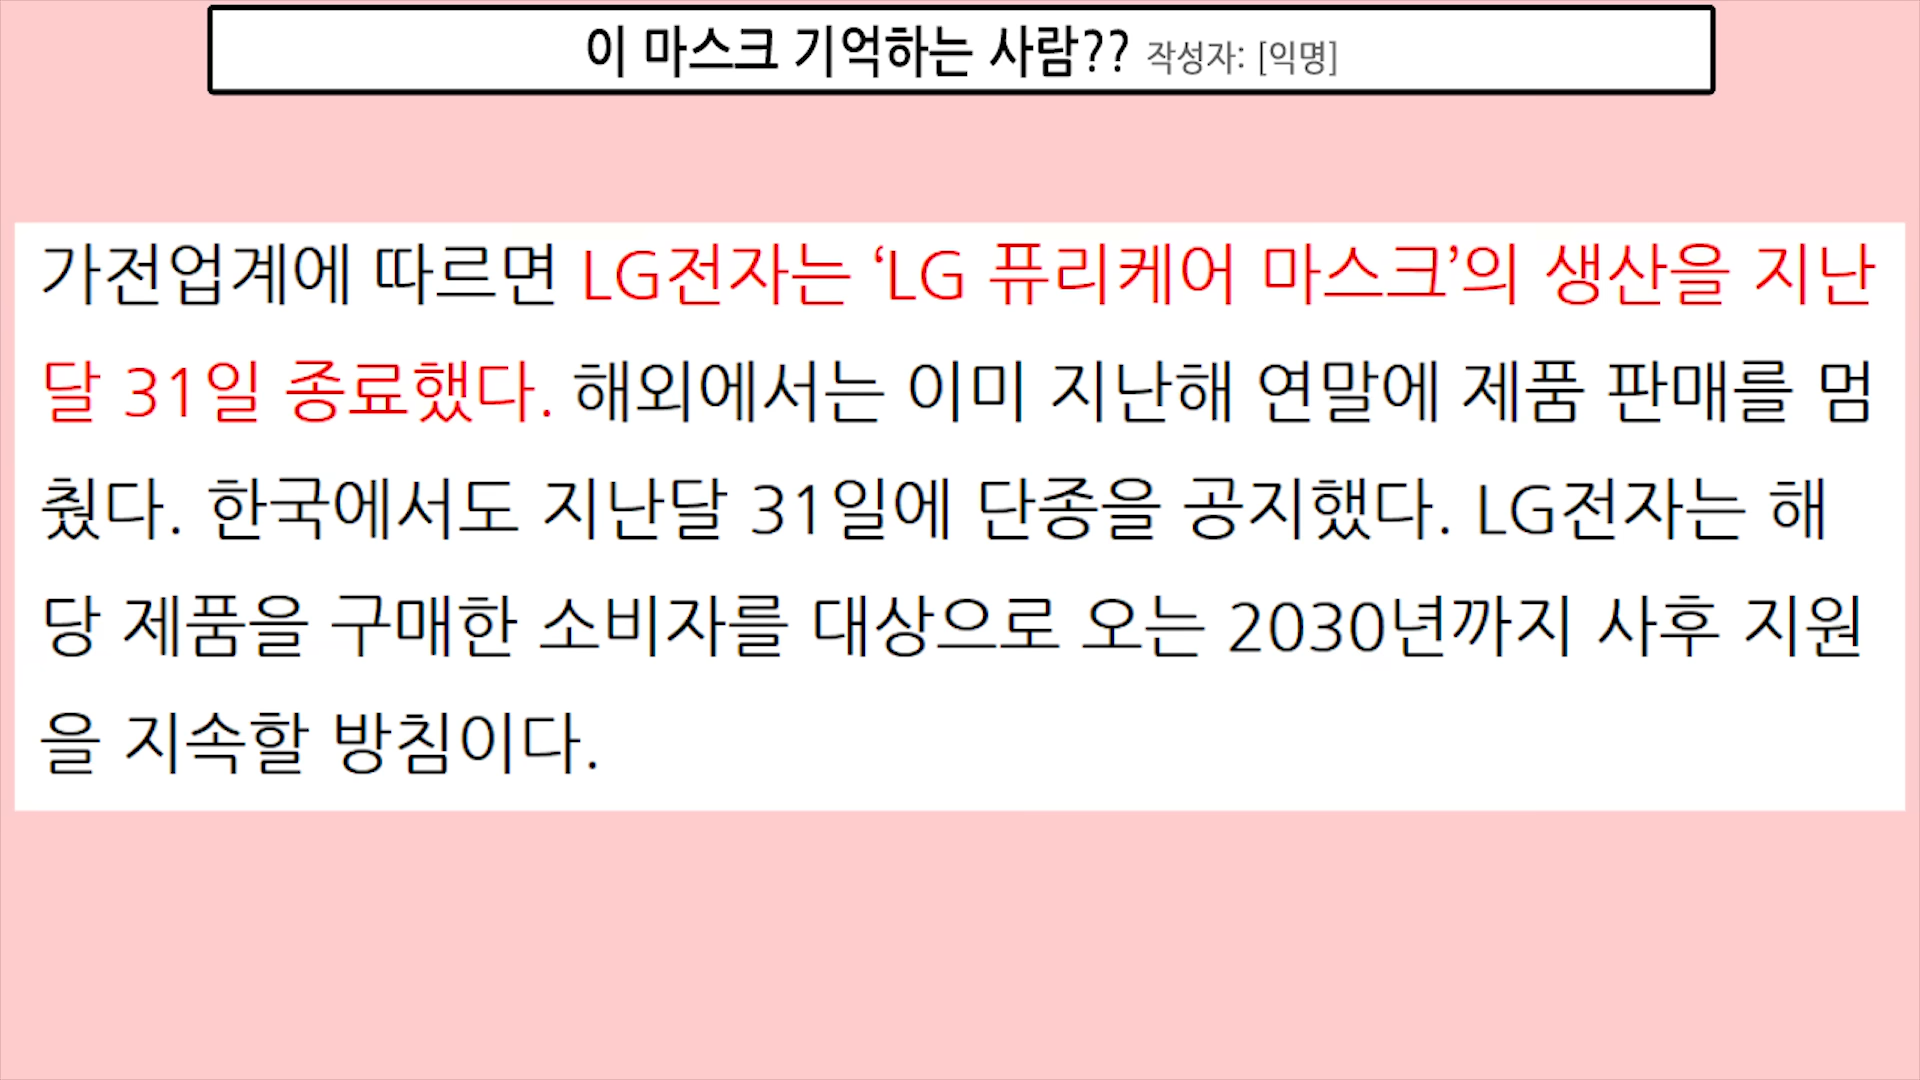 이 마스크 기억하는 사람?? 작성자: [익명]
가전업계에 따르면 LG전자는 ‘LG 퓨리케어 마스크’의 생산을 지난
달 31일 종료했다. 해외에서는 이미 지난해 연말에 제품 판매를 멈
췄다. 한국에서도 지난달 31일에 단종을 공지했다. LG전자는 해
당 제품을 구매한 소비자를 대상으로 오는 2030년까지 사후 지원
을 지속할 방침이다.